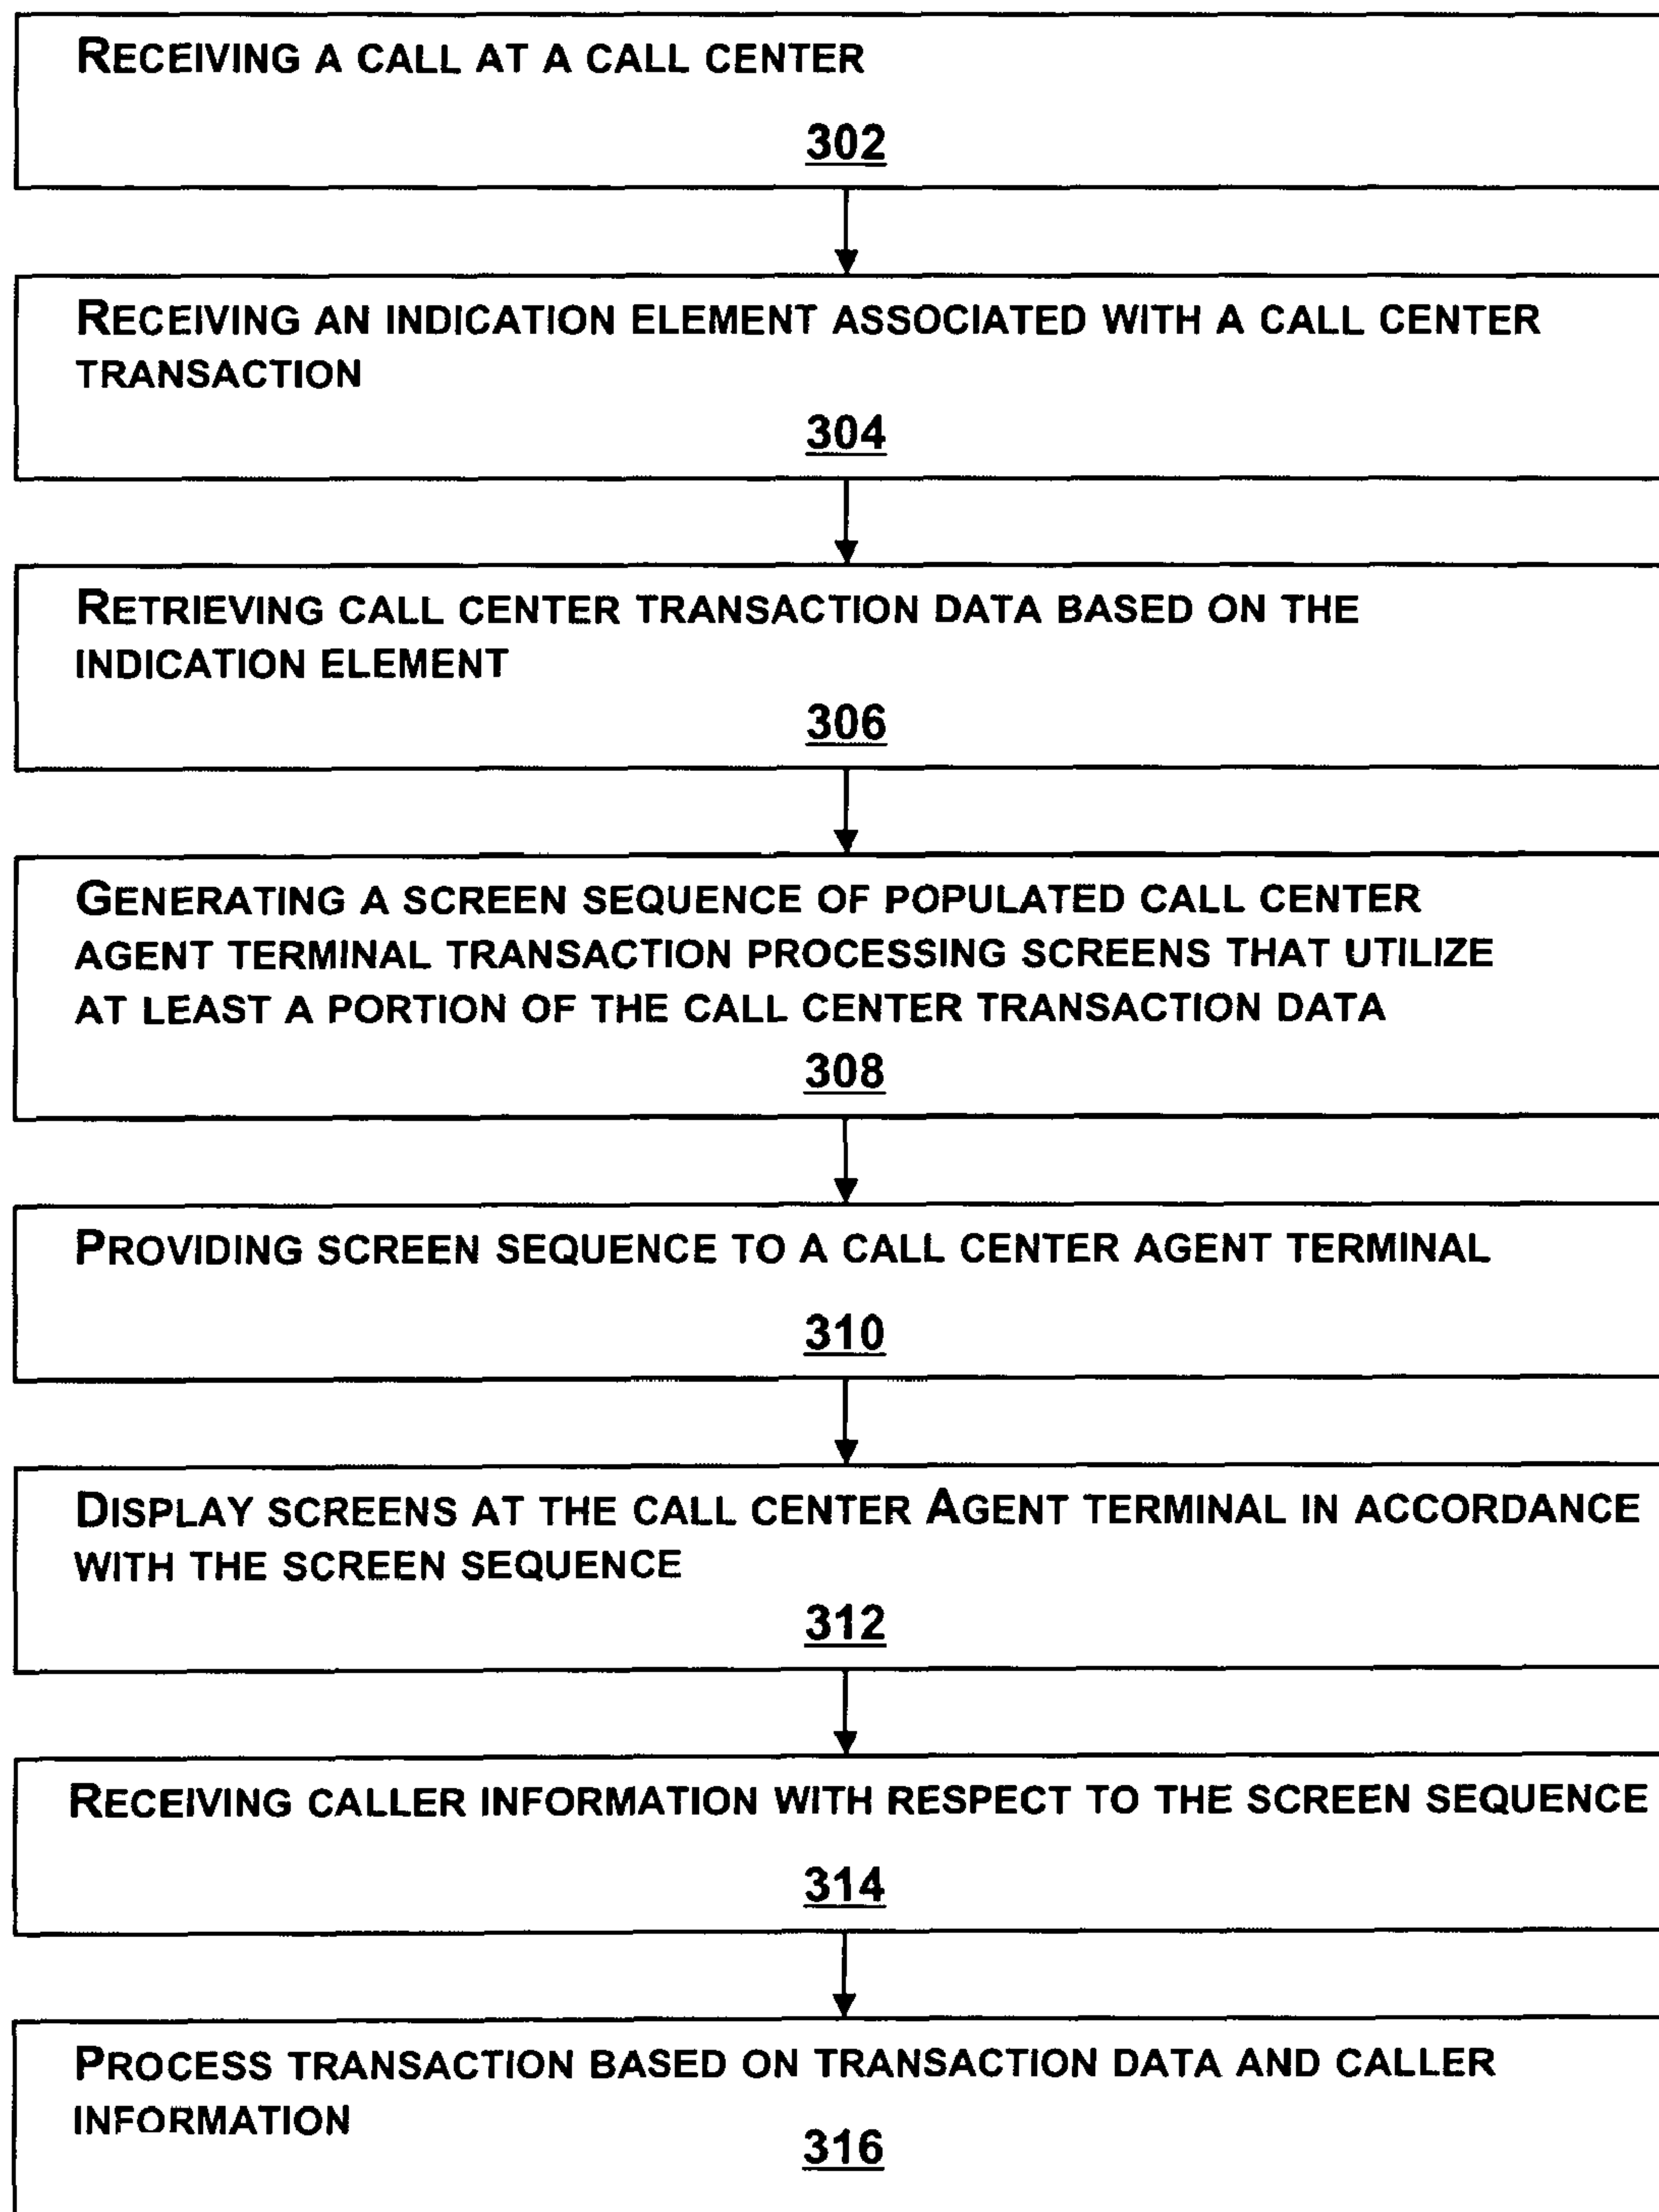 RECEIVING A CALL AT A CALL CENTER
302
RECEIVING AN INDICATION ELEMENT ASSOCIATED WITH A CALL CENTER
TRANSACTION
304
RETRIEVING CALL CENTER TRANSACTION DATA BASED ON THE
INDICATION ELEMENT
306
GENERATING A SCREEN SEQUENCE OF POPULATED CALL CENTER
AGENT TERMINAL TRANSACTION PROCESSING SCREENS THAT UTILIZE
AT LEAST A PORTION OF THE CALL CENTER TRANSACTION DATA
308
PROVIDING SCREEN SEQUENCE TO A CALL CENTER AGENT TERMINAL
310
DISPLAY SCREENS AT THE CALL CENTER AGENT TERMINAL IN ACCORDANCE
WITH THE SCREEN SEQUENCE
312
RECEIVING CALLER INFORMATION WITH RESPECT TO THE SCREEN SEQUENCE
314
PROCESS TRANSACTION BASED ON TRANSACTION DATA AND CALLER
INFORMATION
316